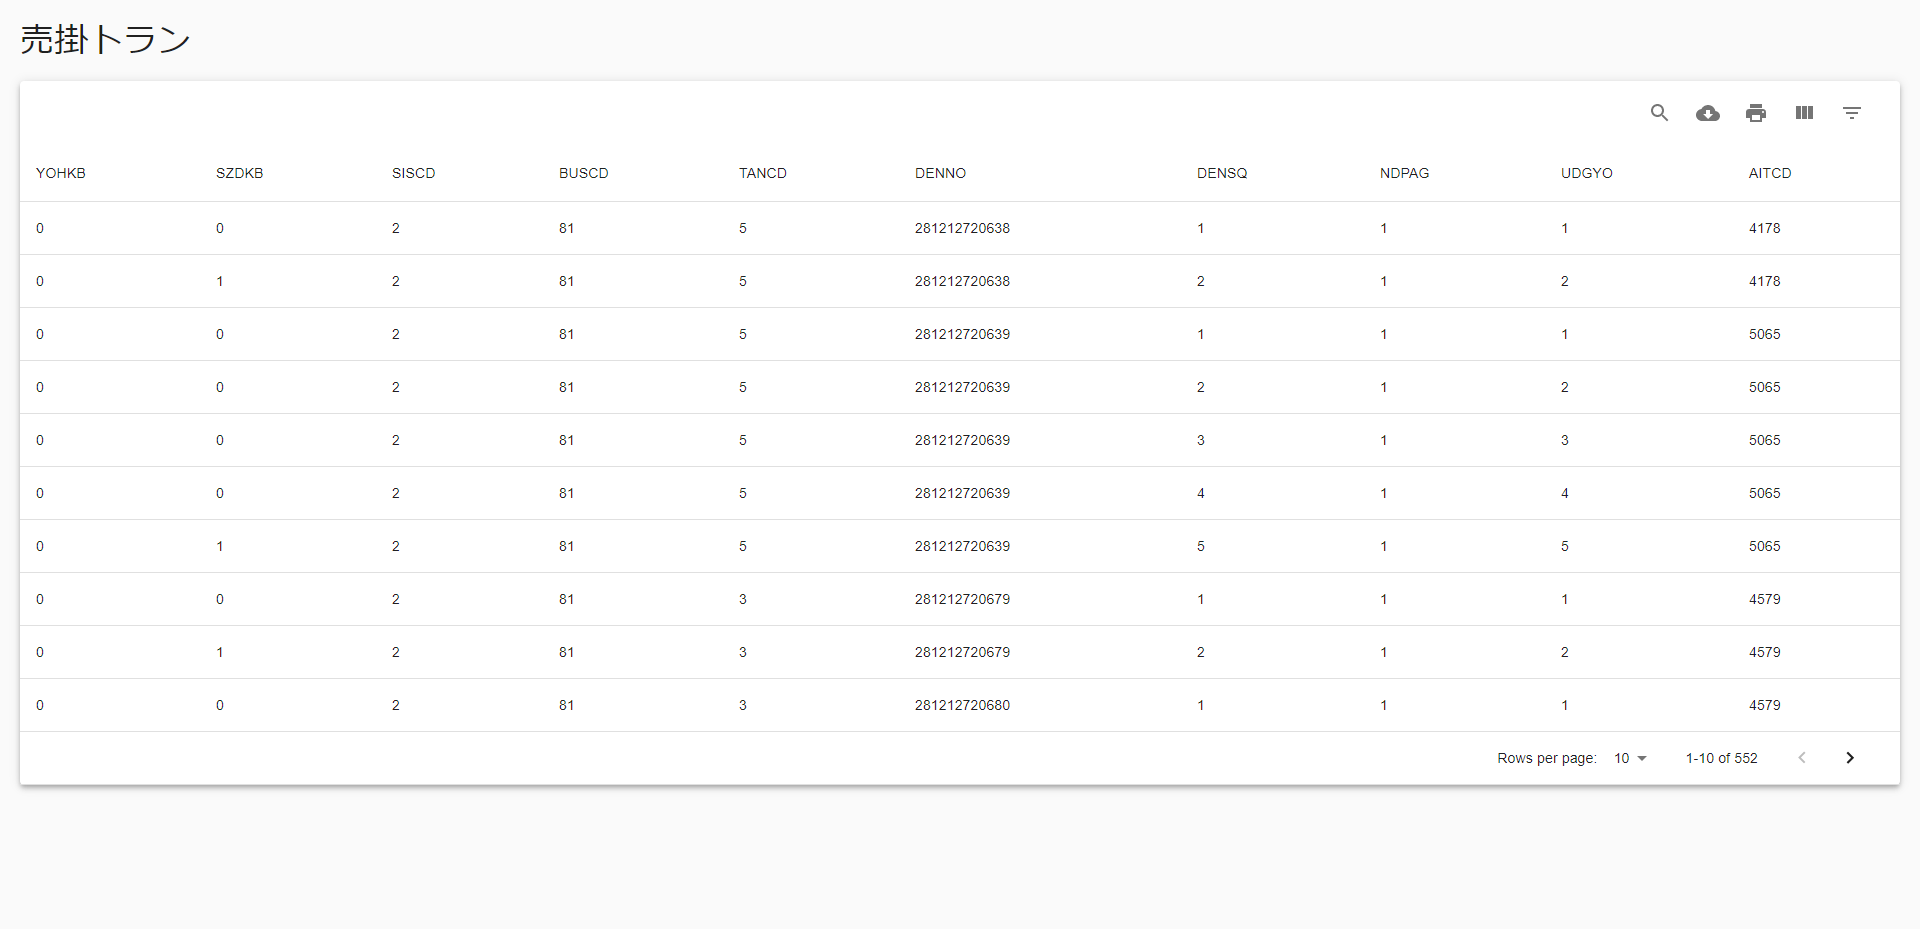 売掛トラン
YOHKB SZDKB SISCD BUSCD TANCD DENNO DENSQ NDPAG UDGYO AITCD
0 0 2 81 5 281212720638 1 1 1 4178
0 1 2 81 5 281212720638 2 1 2 4178
0 0 2 81 5 281212720639 1 1 1 5065
0 0 2 81 5 281212720639 2 1 2 5065
0 0 2 81 5 281212720639 3 1 3 5065
0 0 2 81 5 281212720639 4 1 4 5065
0 1 2 81 5 281212720639 5 1 5 5065
0 0 2 81 3 281212720679 1 1 1 4579
0 1 2 81 3 281212720679 2 1 2 4579
0 0 2 81 3 281212720680 1 1 1 4579
Rows per page: 10 1-10 of 552